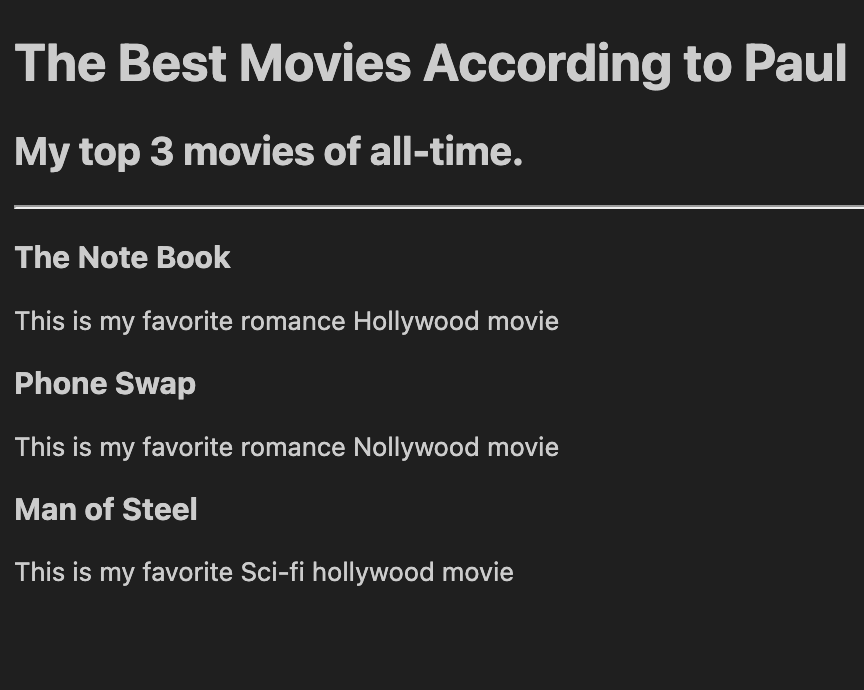 The Best Movies According to Paul
My top 3 movies of all-time.
The Note Book
This is my favorite romance Hollywood movie
Phone Swap
This is my favorite romance Nollywood movie
Man of Steel
This is my favorite Sci-fi hollywood movie